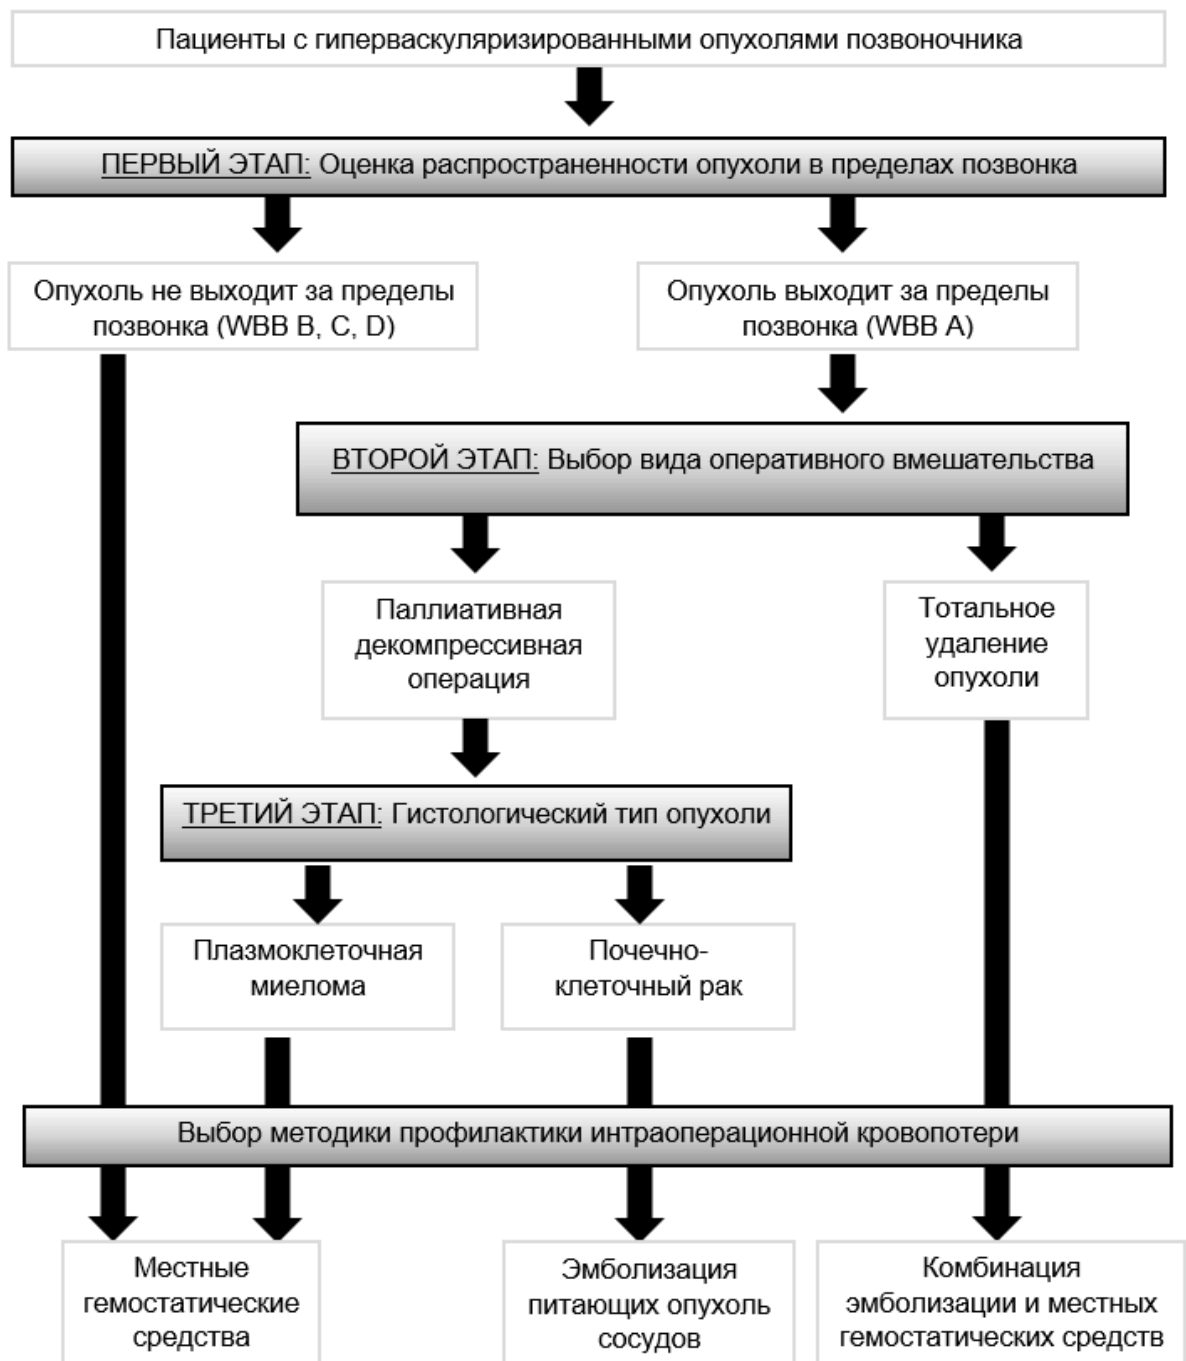 Пациенты с гиперваскуляризированными опухолями позвоночника
ПЕРВЫЙ ЭТАП: Оценка распространенности опухоли в пределах позвонка
Опухоль не выходит за пределы
позвонка (WBB B, C, D)
Опухоль выходит за пределы
позвонка (WBB A)
ВТОРОЙ ЭТАП: Выбор вида оперативного вмешательства
Паллиативная
декомпрессивная
операция
Тотальное
удаление
опухоли
ТРЕТИЙ ЭТАП: Гистологический тип опухоли
Плазмоклеточная
миелома
Почечно-
клеточный рак
Выбор методики профилактики интраоперационной кровопотери
Местные
гемостатические
средства
Эмболизация
питающих опухоль
сосудов
Комбинация
эмболизации и местных
гемостатических средств